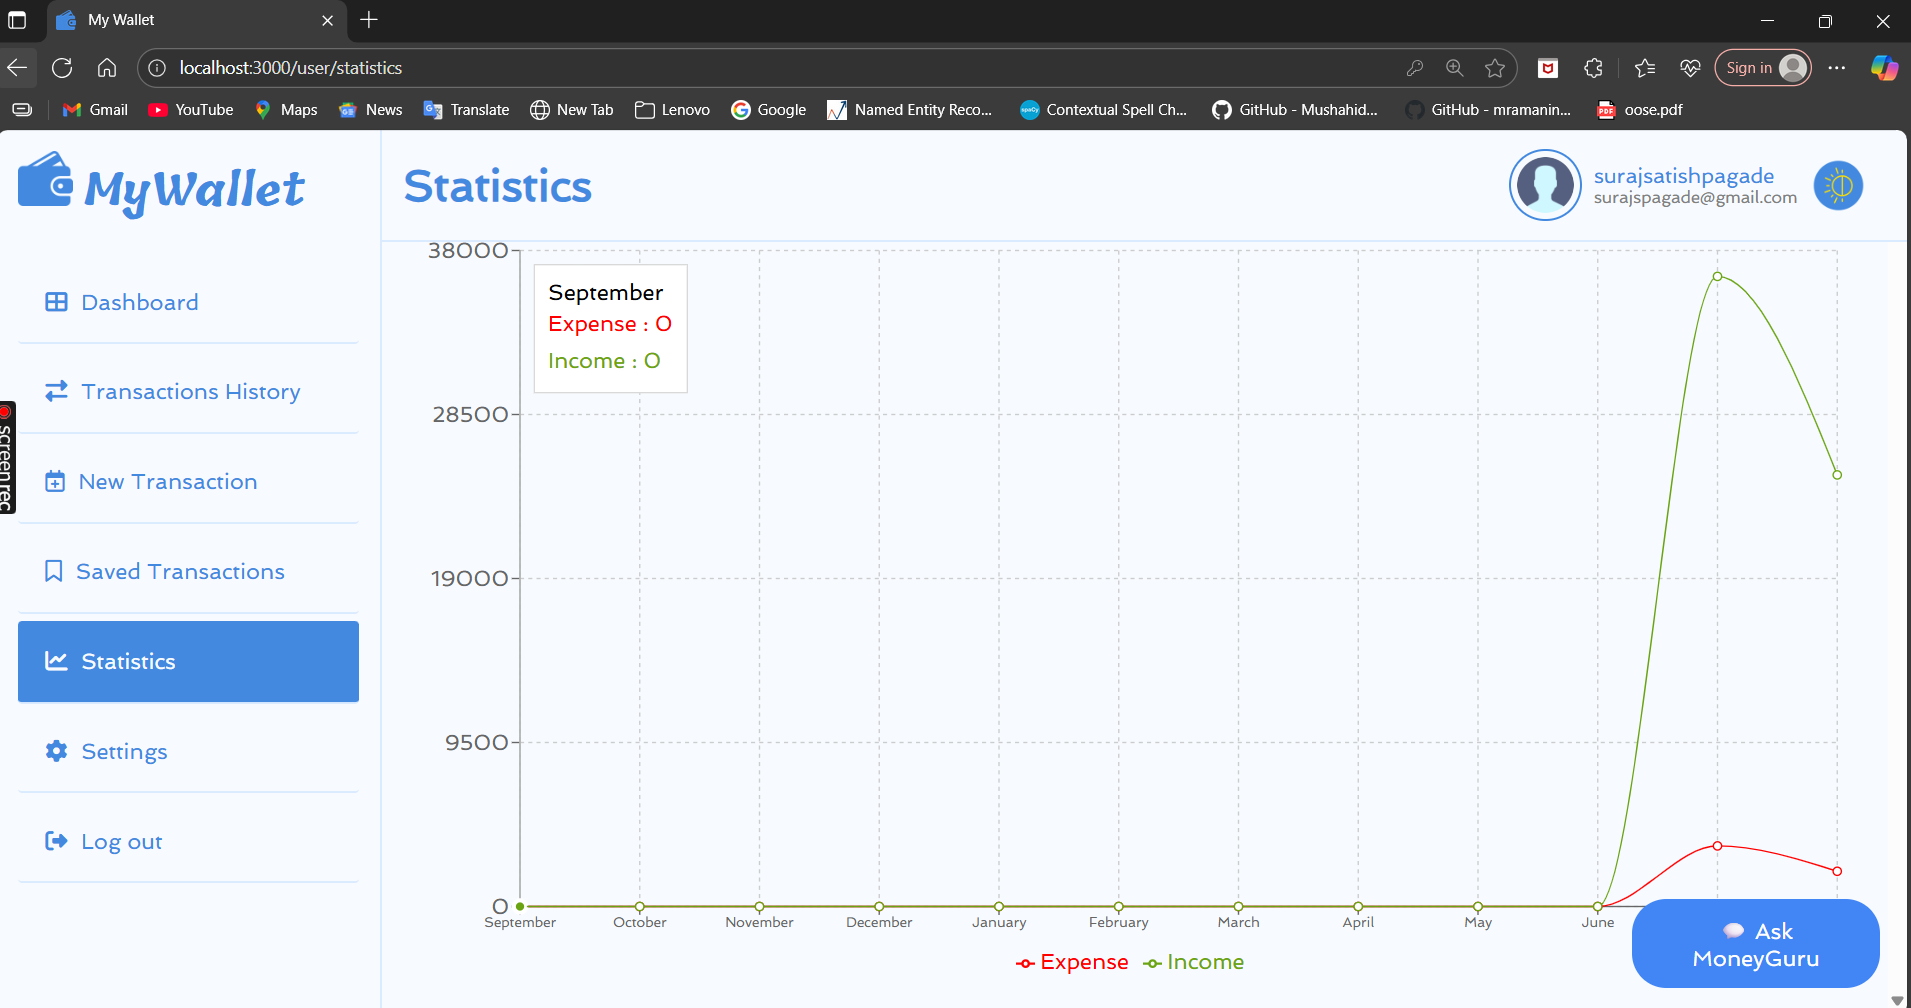 My Wallet
localhost:3000/user/statistics
Sign in
Gmail
YouTube
Maps
News
Translate
New Tab
Lenovo
Google
Named Entity Reco...
Contextual Spell Ch...
GitHub - Mushahid...
GitHub - mramanin...
oose.pdf
MyWallet
Statistics
surajsatishpagade
surajspagade@gmail.com
Dashboard
Transactions History
New Transaction
Saved Transactions
Statistics
Settings
Log out
screen rec
38000
28500
19000
9500
0
September
Expense : 0
Income : 0
September
October
November
December
January
February
March
April
May
June
Expense
Income
Ask
MoneyGuru